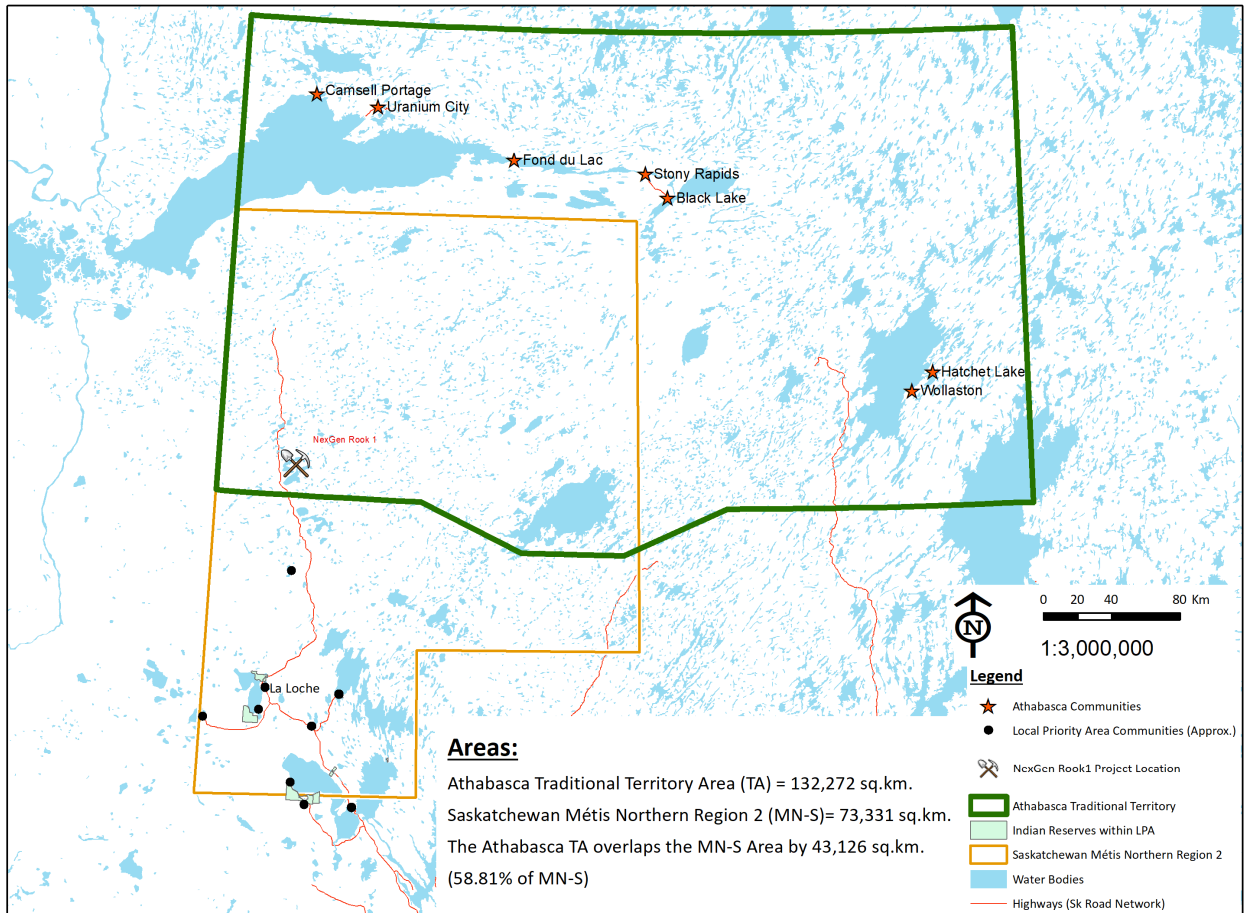 Camsell Portage
Uranium City
Fond du Lac
Stony Rapids
Black Lake
Hatchet Lake
Wollaston
NexGen Rook 1
La Loche
N
0 20 40 80 Km
1:3,000,000
Legend
Athabasca Communities
Local Priority Area Communities (Approx.)
NexGen Rook1 Project Location
Athabasca Traditional Territory
Indian Reserves within LPA
Saskatchewan Métis Northern Region 2
Water Bodies
Highways (Sk Road Network)
Areas:
Athabasca Traditional Territory Area (TA) = 132,272 sq.km.
Saskatchewan Métis Northern Region 2 (MN-S)= 73,331 sq.km.
The Athabasca TA overlaps the MN-S Area by 43,126 sq.km.
(58.81% of MN-S)